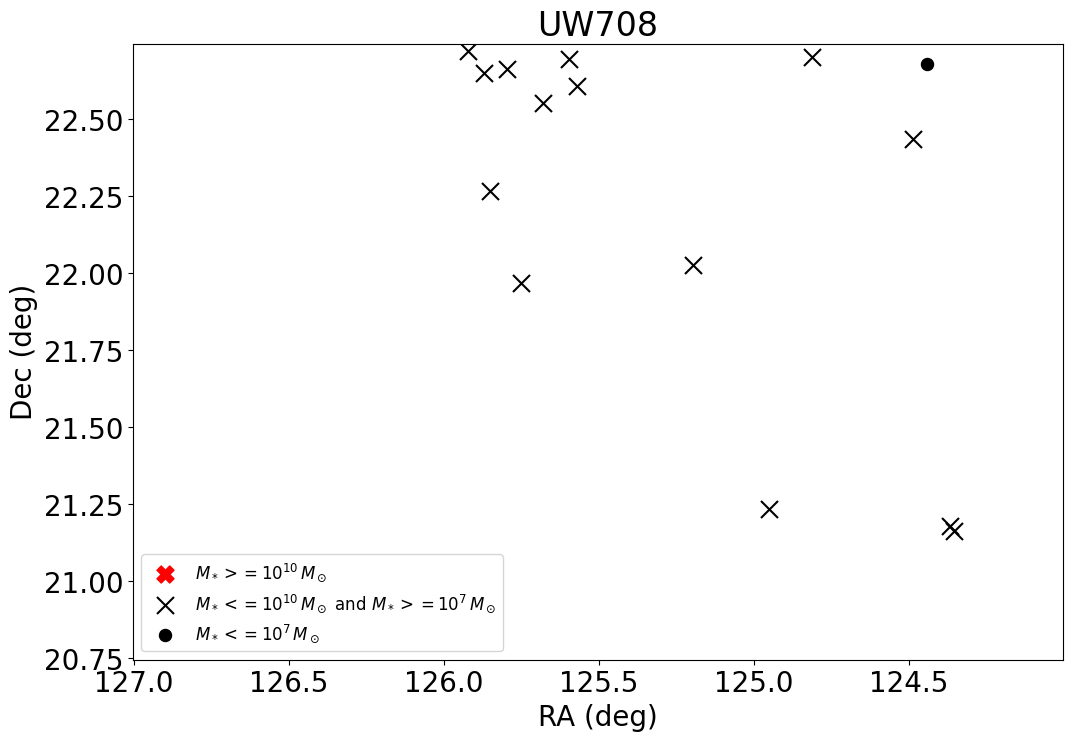 UW708
Dec (deg)
22.50
22.25
22.00
21.75
21.50
21.25
21.00
20.75
M* >= 10^10 M⊙
M* <= 10^10 M⊙ and M* >= 10^7 M⊙
M* <= 10^7 M⊙
127.0 126.5 126.0 125.5 125.0 124.5
RA (deg)